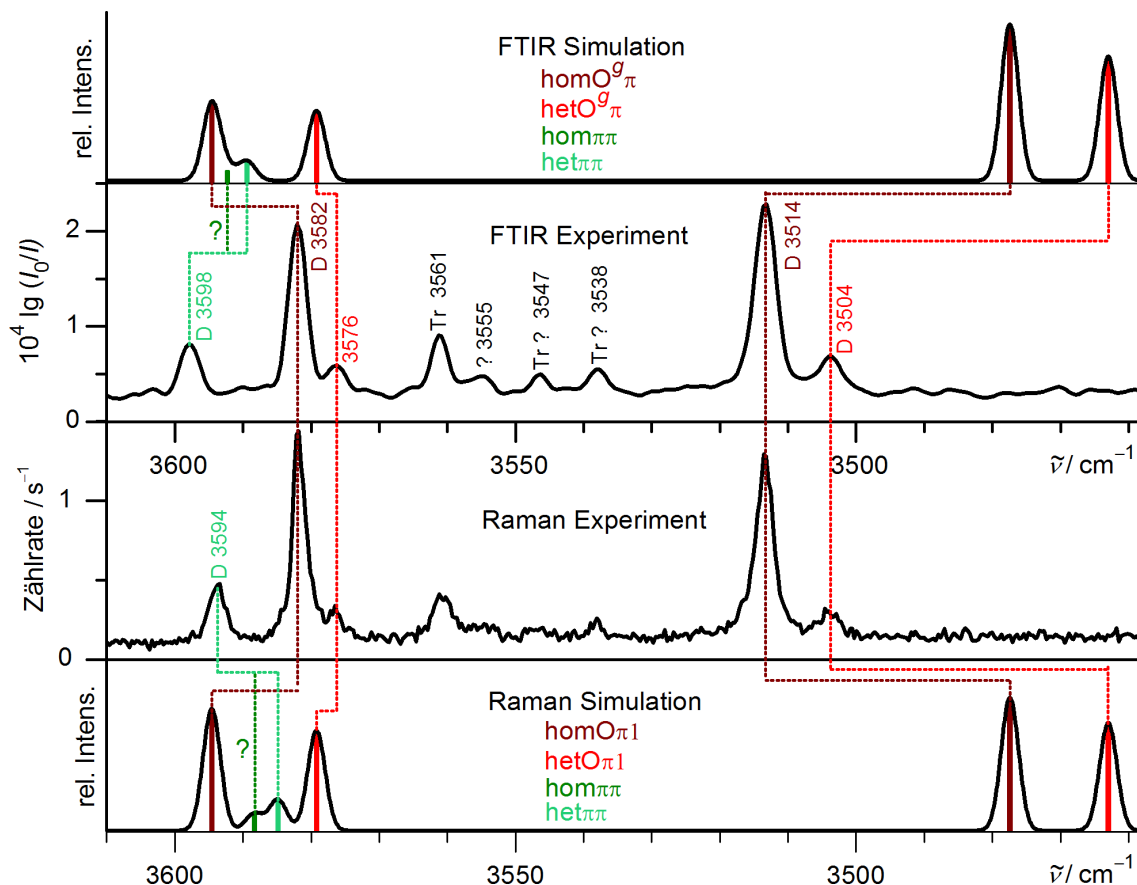 rel. Intens.
FTIR Simulation
homOᵍπ
hetOᵍπ
homππ
hetππ
10⁴ lg (I₀/I)
2
1
0
FTIR Experiment
?
D 3598
D 3582
3576
Tr 3561
? 3555
Tr ? 3547
Tr ? 3538
D 3514
D 3504
3600
3550
3500
ν̃/ cm⁻¹
Zählrate / s⁻¹
1
0
Raman Experiment
D 3594
rel. Intens.
Raman Simulation
homOπ1
hetOπ1
homππ
hetππ
?
3600
3550
3500
ν̃/ cm⁻¹